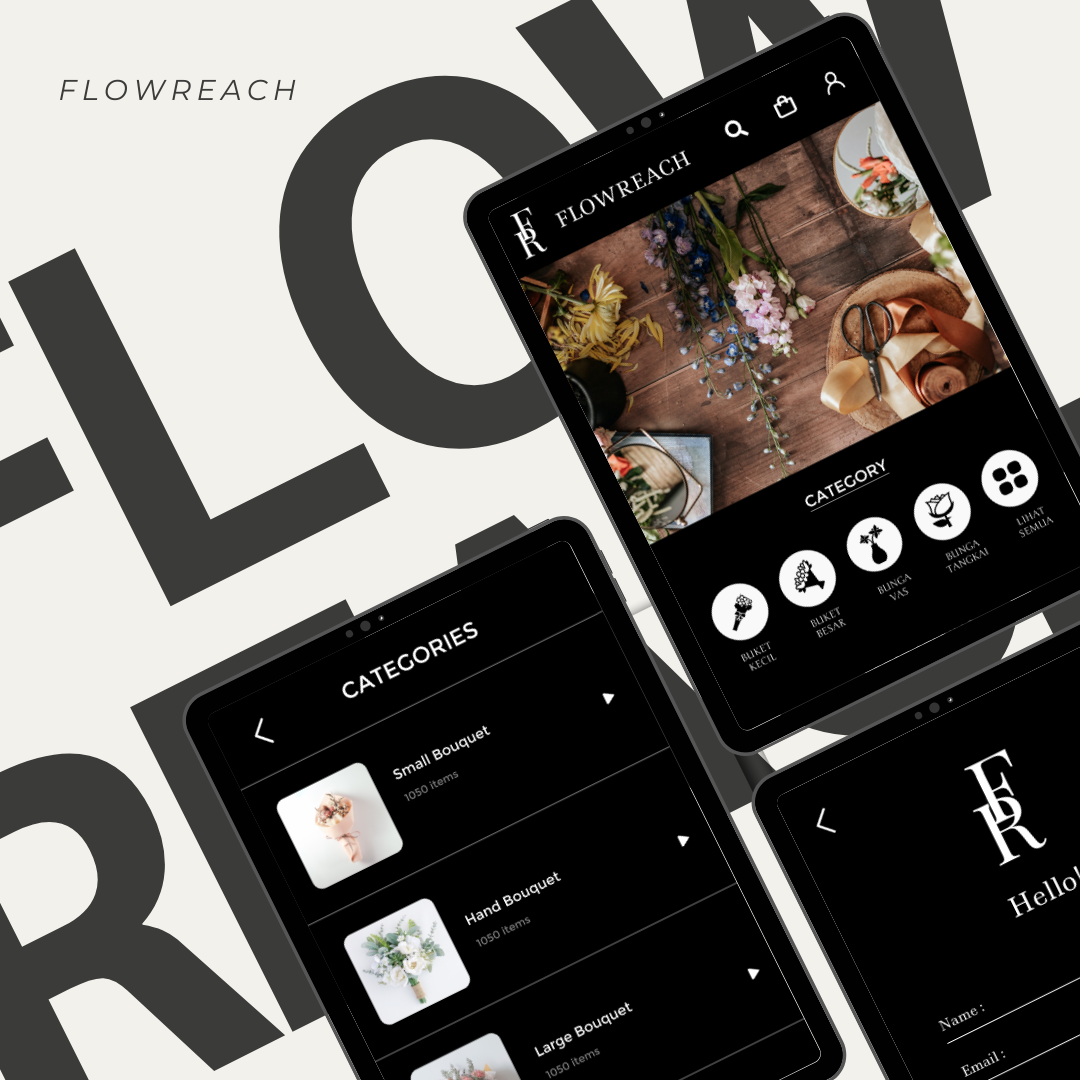 FLOWREACH
FLOW
RE
FR
FLOWREACH
CATEGORY
BUKET
KECIL
BUKET
BESAR
BUNGA
VAS
BUNGA
TANGKAI
LIHAT
SEMUA
CATEGORIES
Small Bouquet
1050 items
Hand Bouquet
1050 items
Large Bouquet
1050 items
FR
Hello!
Name :
Email :